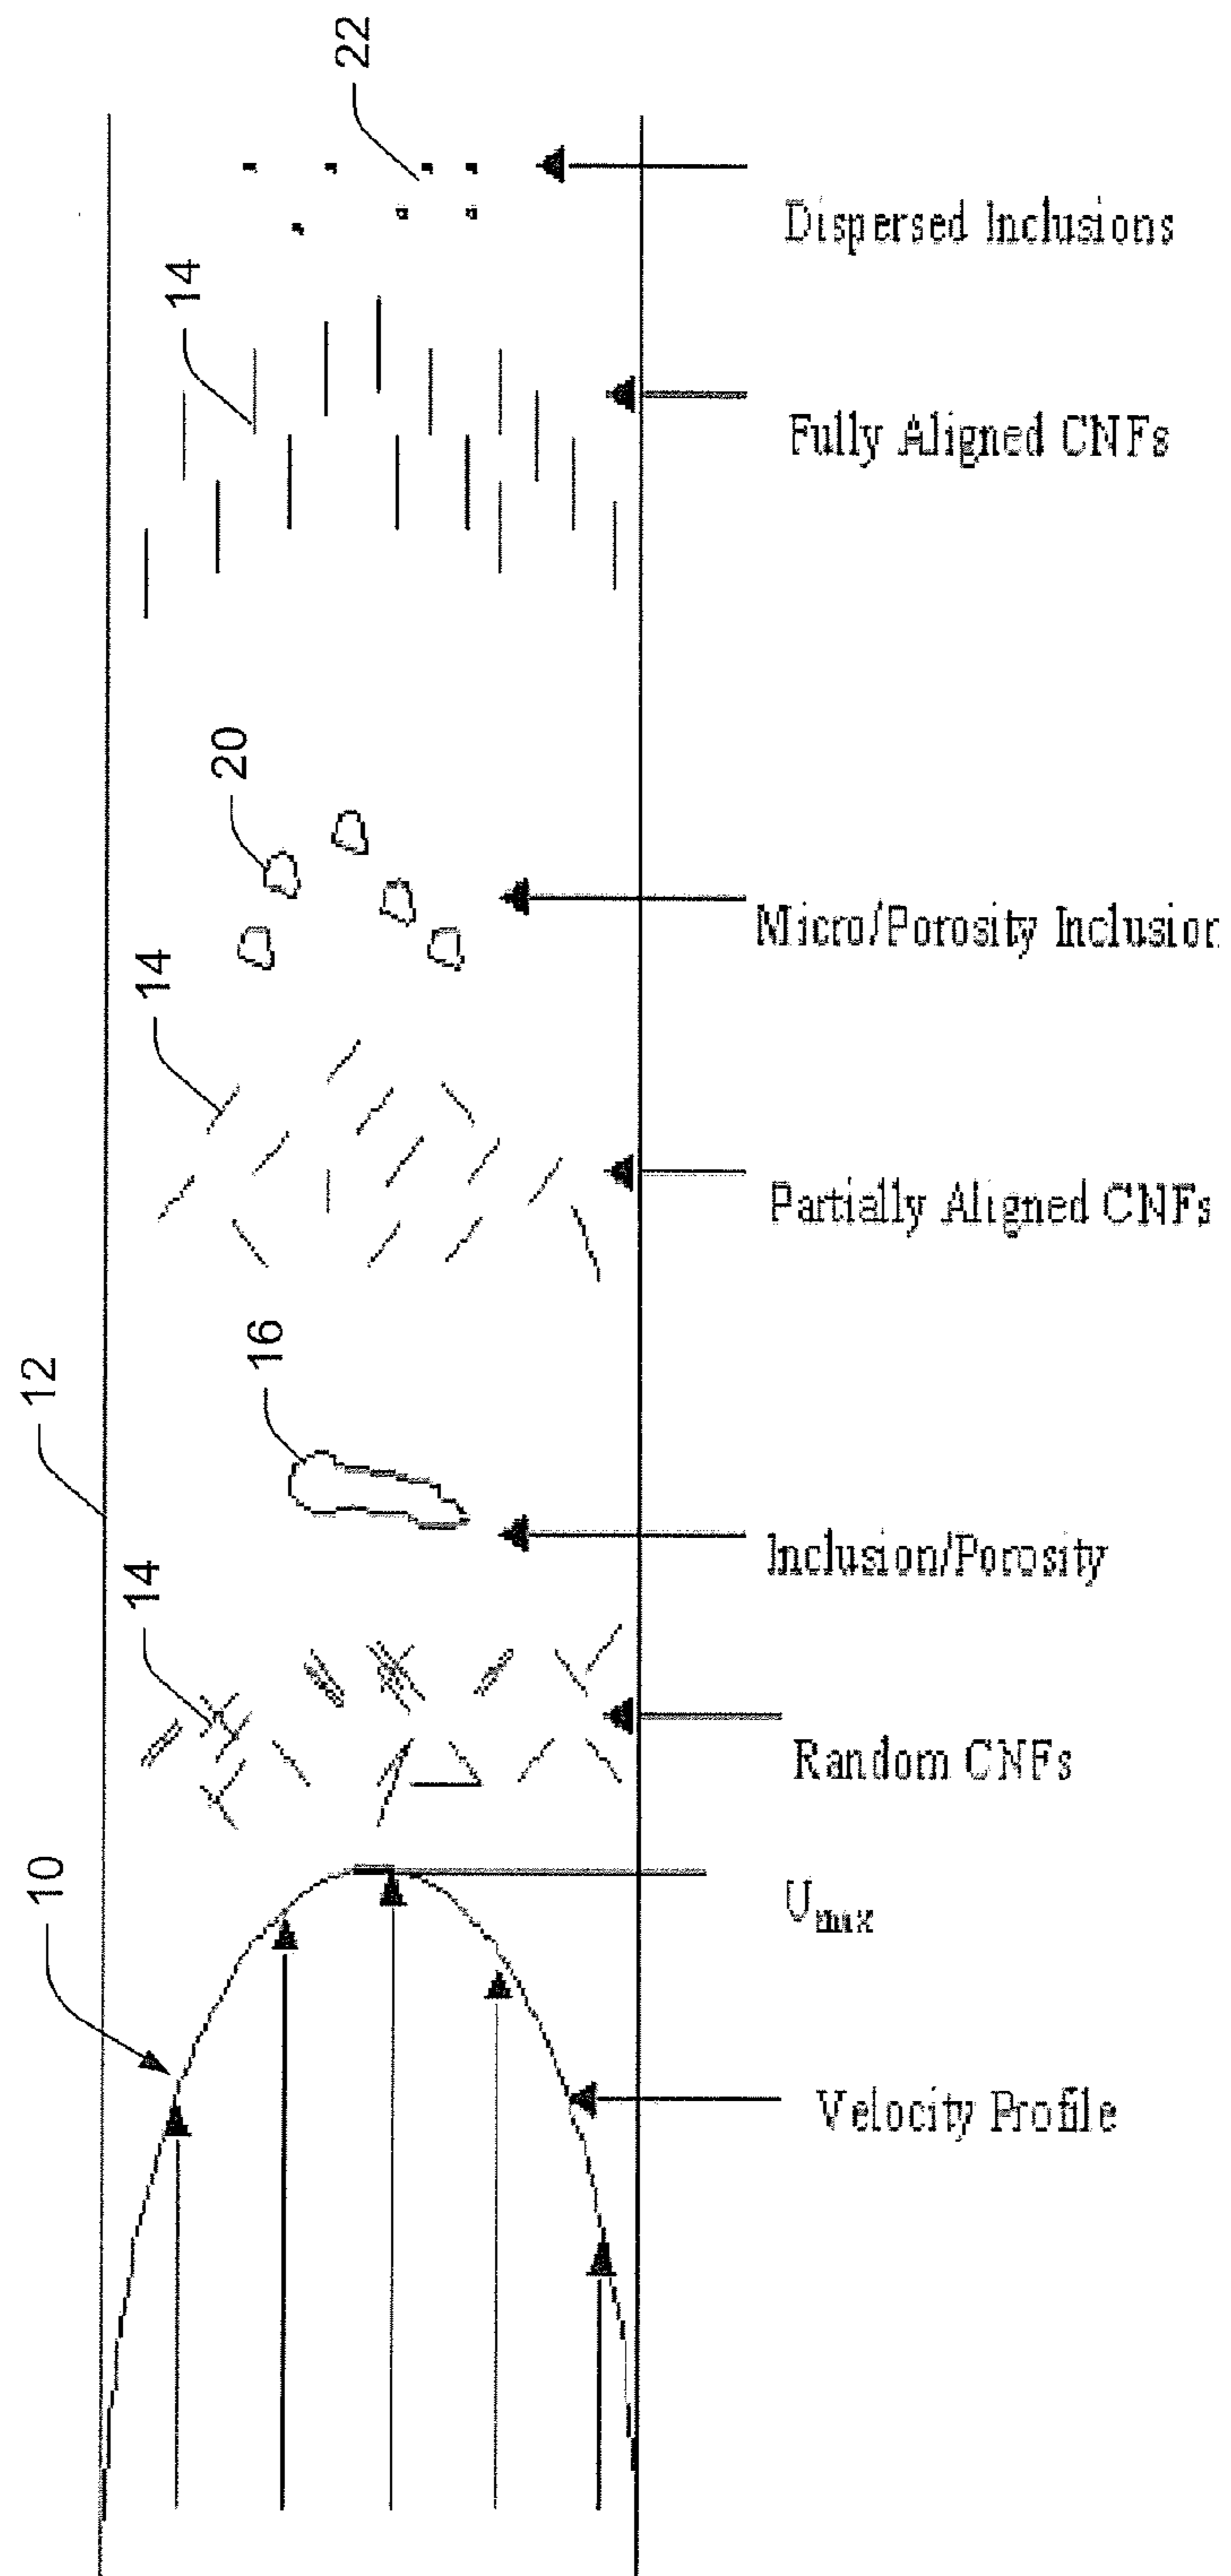 22
Dispersed Inclusions
14
Fully Aligned CNFs
20
Micro/Porosity Inclusion
14
Partially Aligned CNFs
16
12
Inclusion/Porosity
14
Random CNFs
10
Umax
Velocity Profile